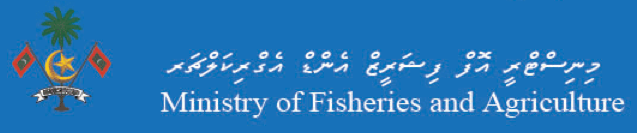 މިނިސްޓްރީ އޮފް ފިޝަރީޒް އެންޑް އެގްރިކަލްޗަރ
Ministry of Fisheries and Agriculture